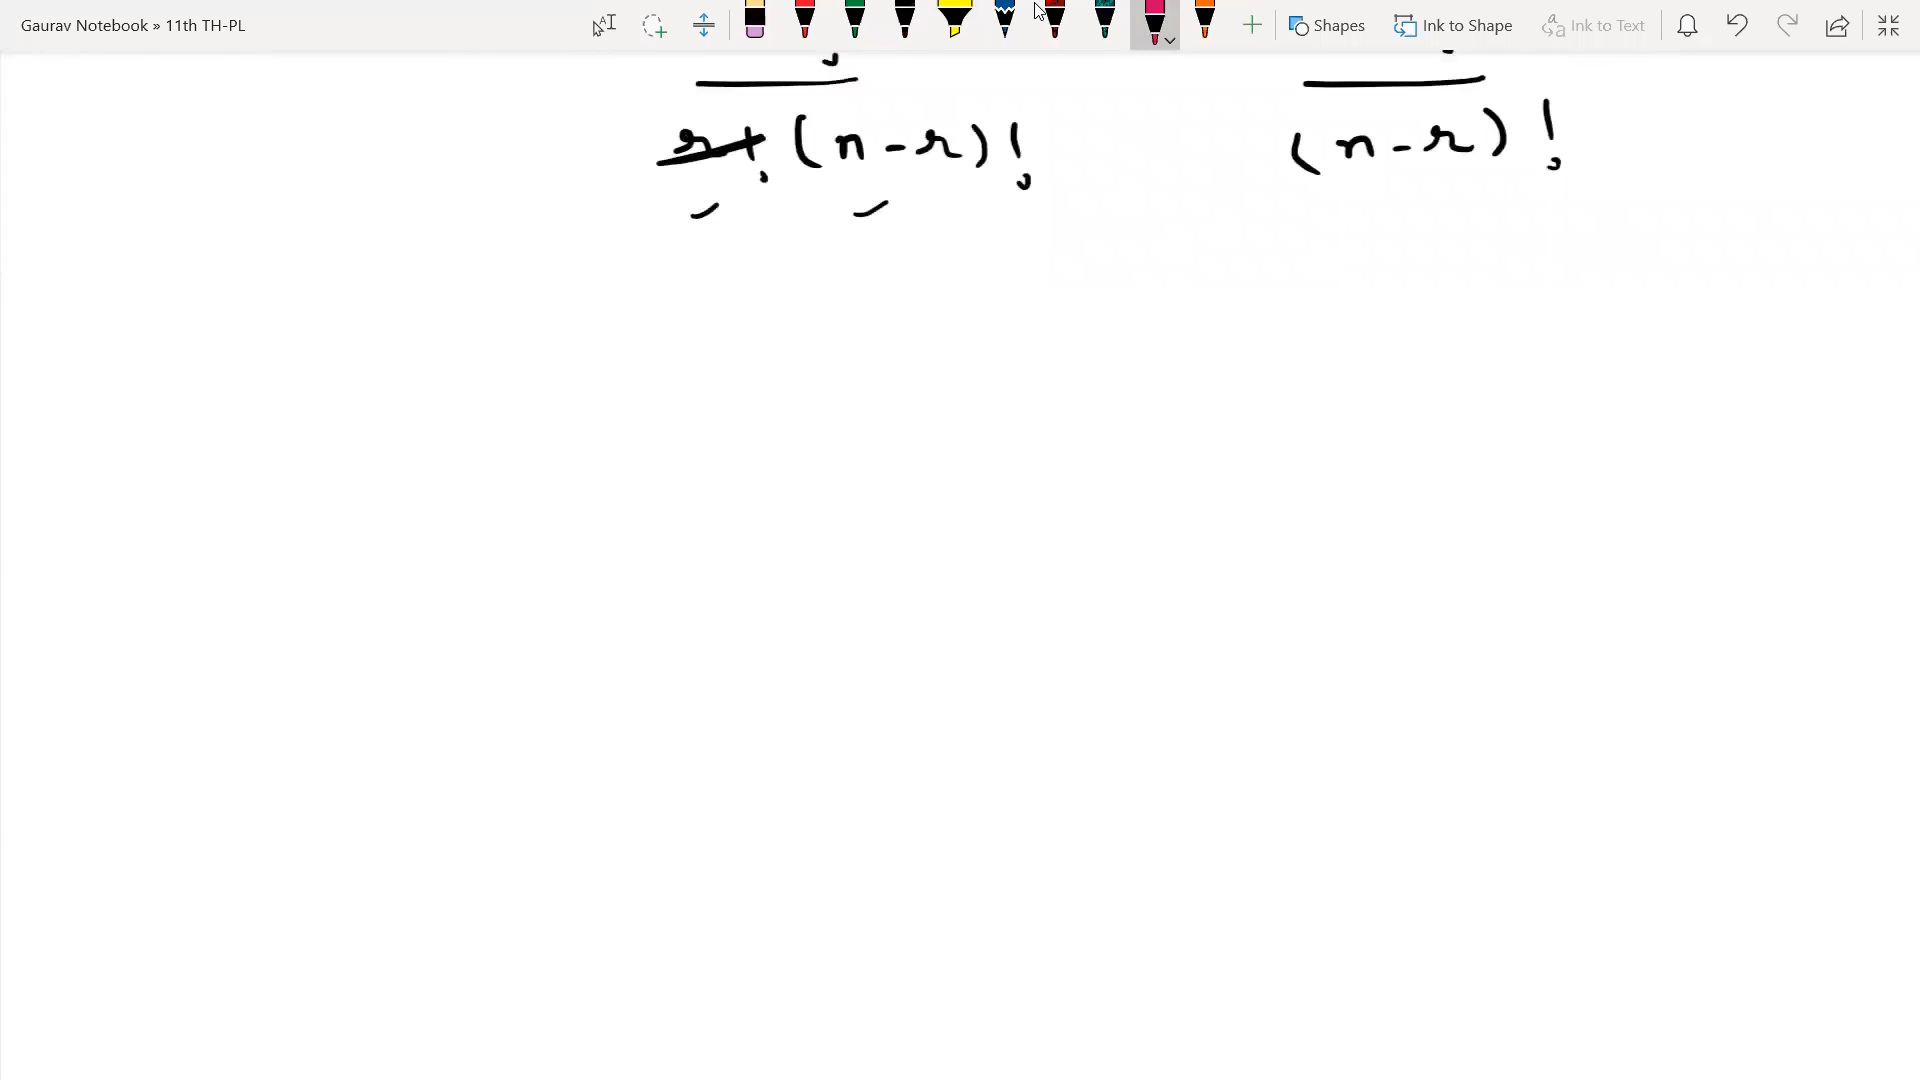 Gaurav Notebook » 11th TH-PL
Shapes
Ink to Shape
Ink to Text
r! (n-r)!
(n-r)!